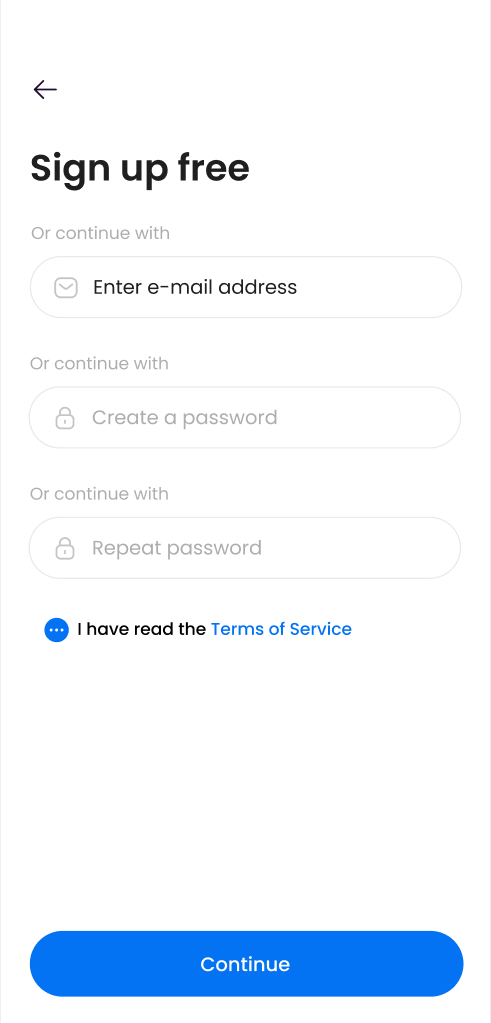 Sign up free
Or continue with
Enter e-mail address
Or continue with
Create a password
Or continue with
Repeat password
I have read the Terms of Service
Continue